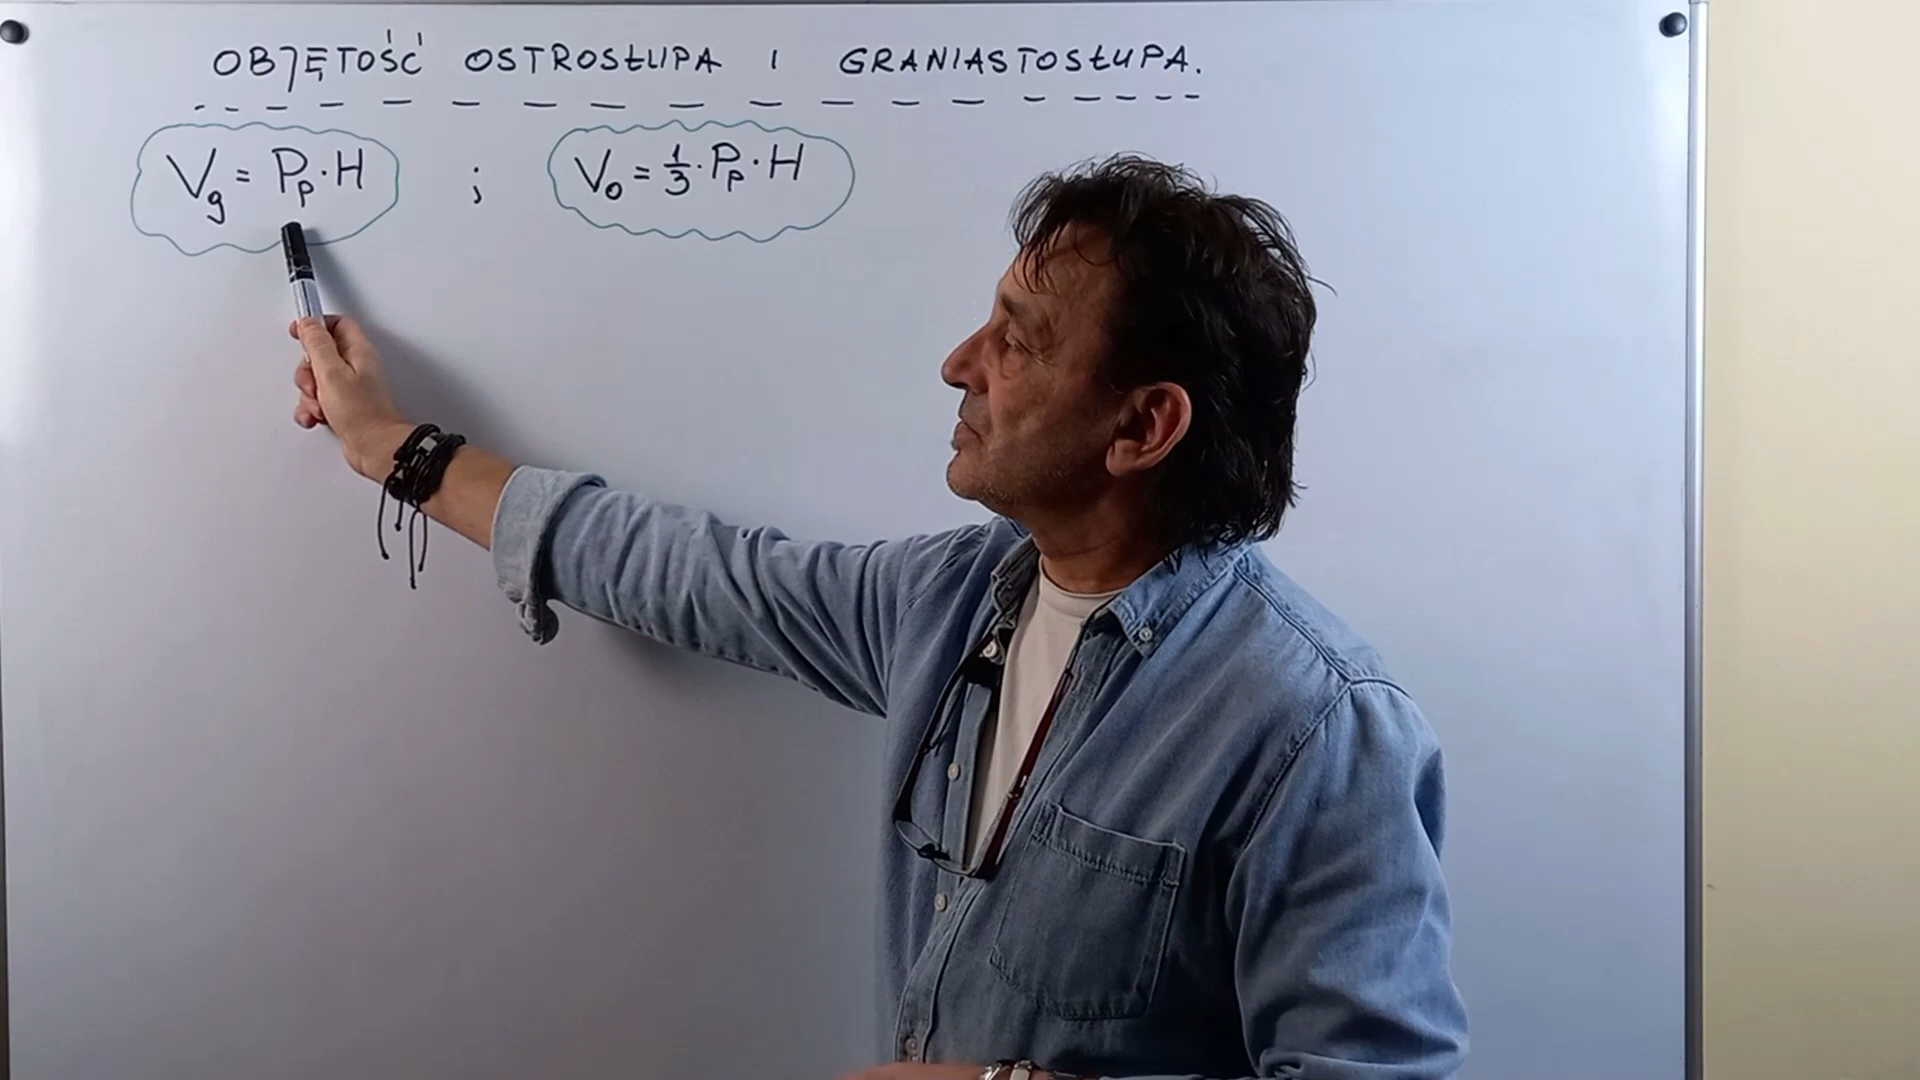 OBJĘTOŚĆ OSTROSŁUPA I GRANIASTOSŁUPA.
Vg = Pp · H ; Vo = 1/3 · Pp · H